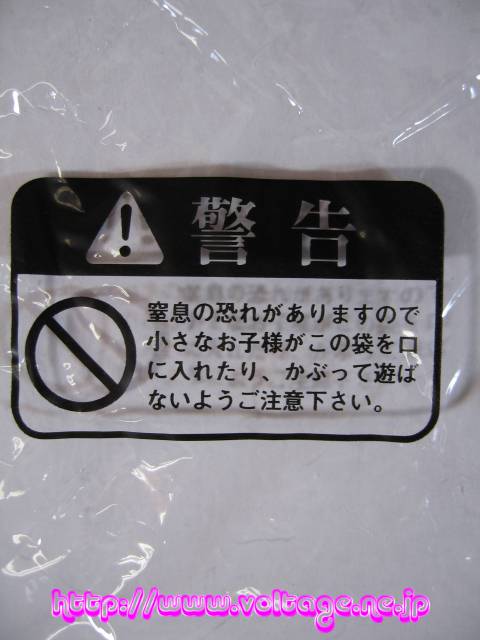 警告
窒息の恐れがありますので
小さなお子様がこの袋を口
に入れたり、かぶって遊ば
ないようご注意下さい。
http://www.voltage.ne.jp